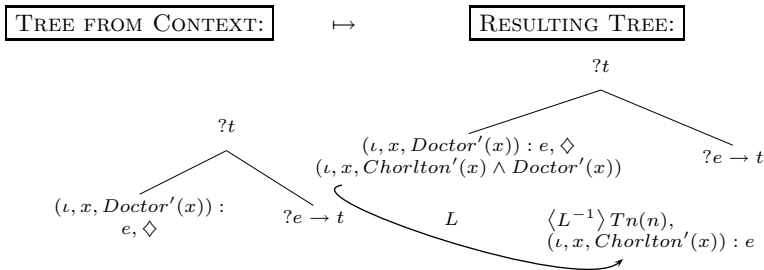 TREE FROM CONTEXT: ↦ RESULTING TREE:
?t
?t
(ι, x, Doctor′(x)) : e, ♢
(ι, x, Chorlton′(x) ∧ Doctor′(x))
?e → t
(ι, x, Doctor′(x)) :
e, ♢
?e → t
L
⟨L⁻¹⟩ Tn(n),
(ι, x, Chorlton′(x)) : e